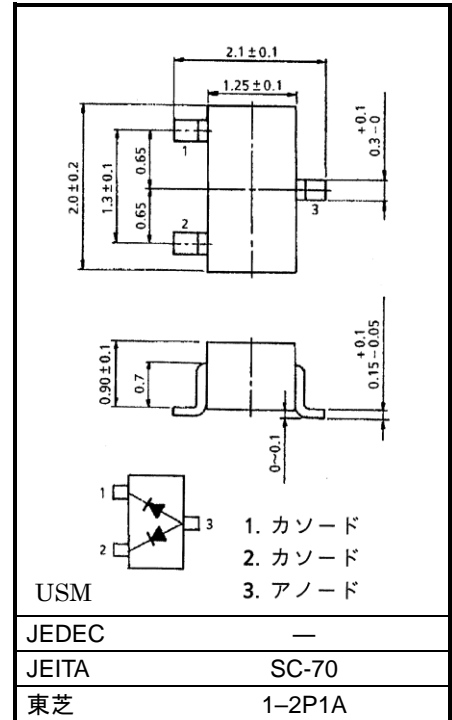 2.1±0.1
1.25±0.1
+0.1
0.3-0
2.0±0.2
1.3±0.1
0.65
0.65
1
2
3
0.90±0.1
0.7
+0.1
0.15-0.05
0~0.1
1
2
3
1. カソード
2. カソード
3. アノード
USM
JEDEC ―
JEITA SC-70
東芝 1–2P1A